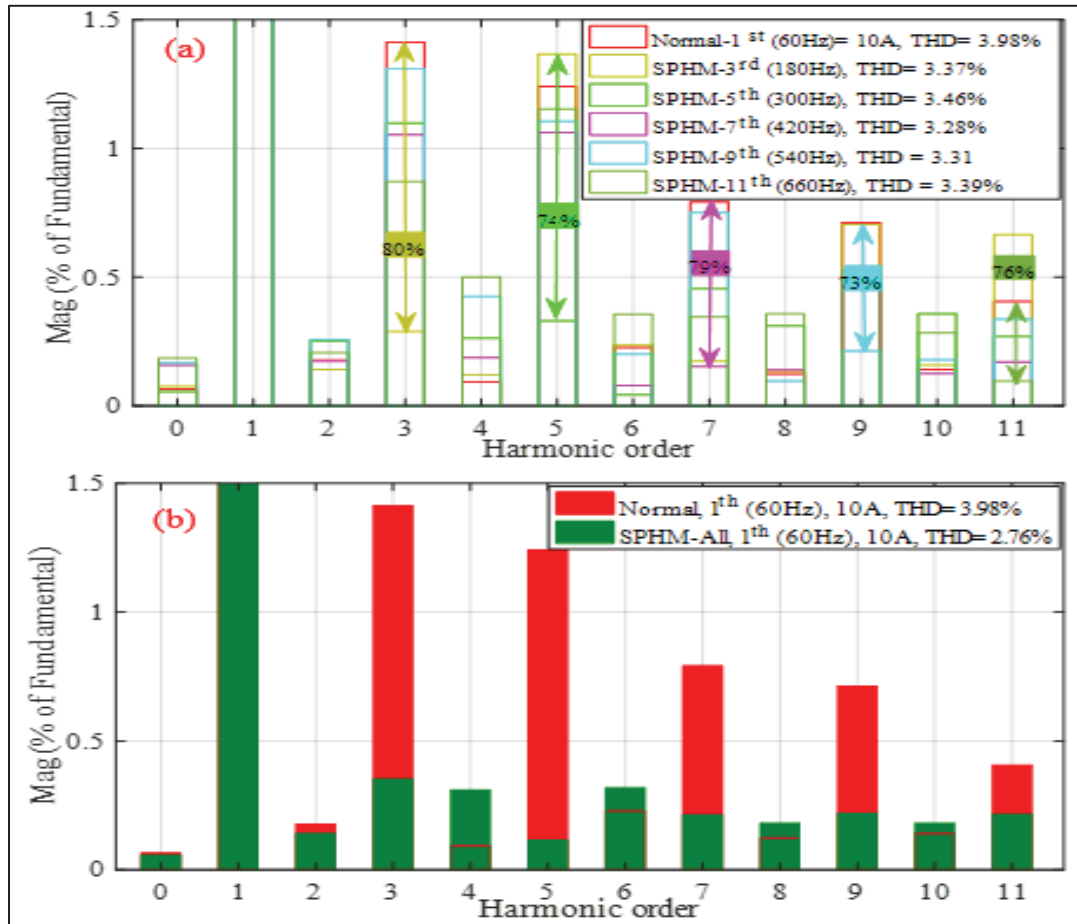 (a)
Normal-1 st (60Hz)= 10A, THD= 3.98%
SPHM-3rd (180Hz), THD= 3.37%
SPHM-5th (300Hz), THD= 3.46%
SPHM-7th (420Hz), THD= 3.28%
SPHM-9th (540Hz), THD = 3.31
SPHM-11th (660Hz), THD = 3.39%
Mag (% of Fundamental)
1.5
1
0.5
0
80%
74%
79%
73%
76%
0 1 2 3 4 5 6 7 8 9 10 11
Harmonic order
(b)
Normal, 1th (60Hz), 10A, THD=3.98%
SPHM-All, 1th (60Hz), 10A, THD=2.76%
Mag (% of Fundamental)
1.5
1
0.5
0
0 1 2 3 4 5 6 7 8 9 10 11
Harmonic order